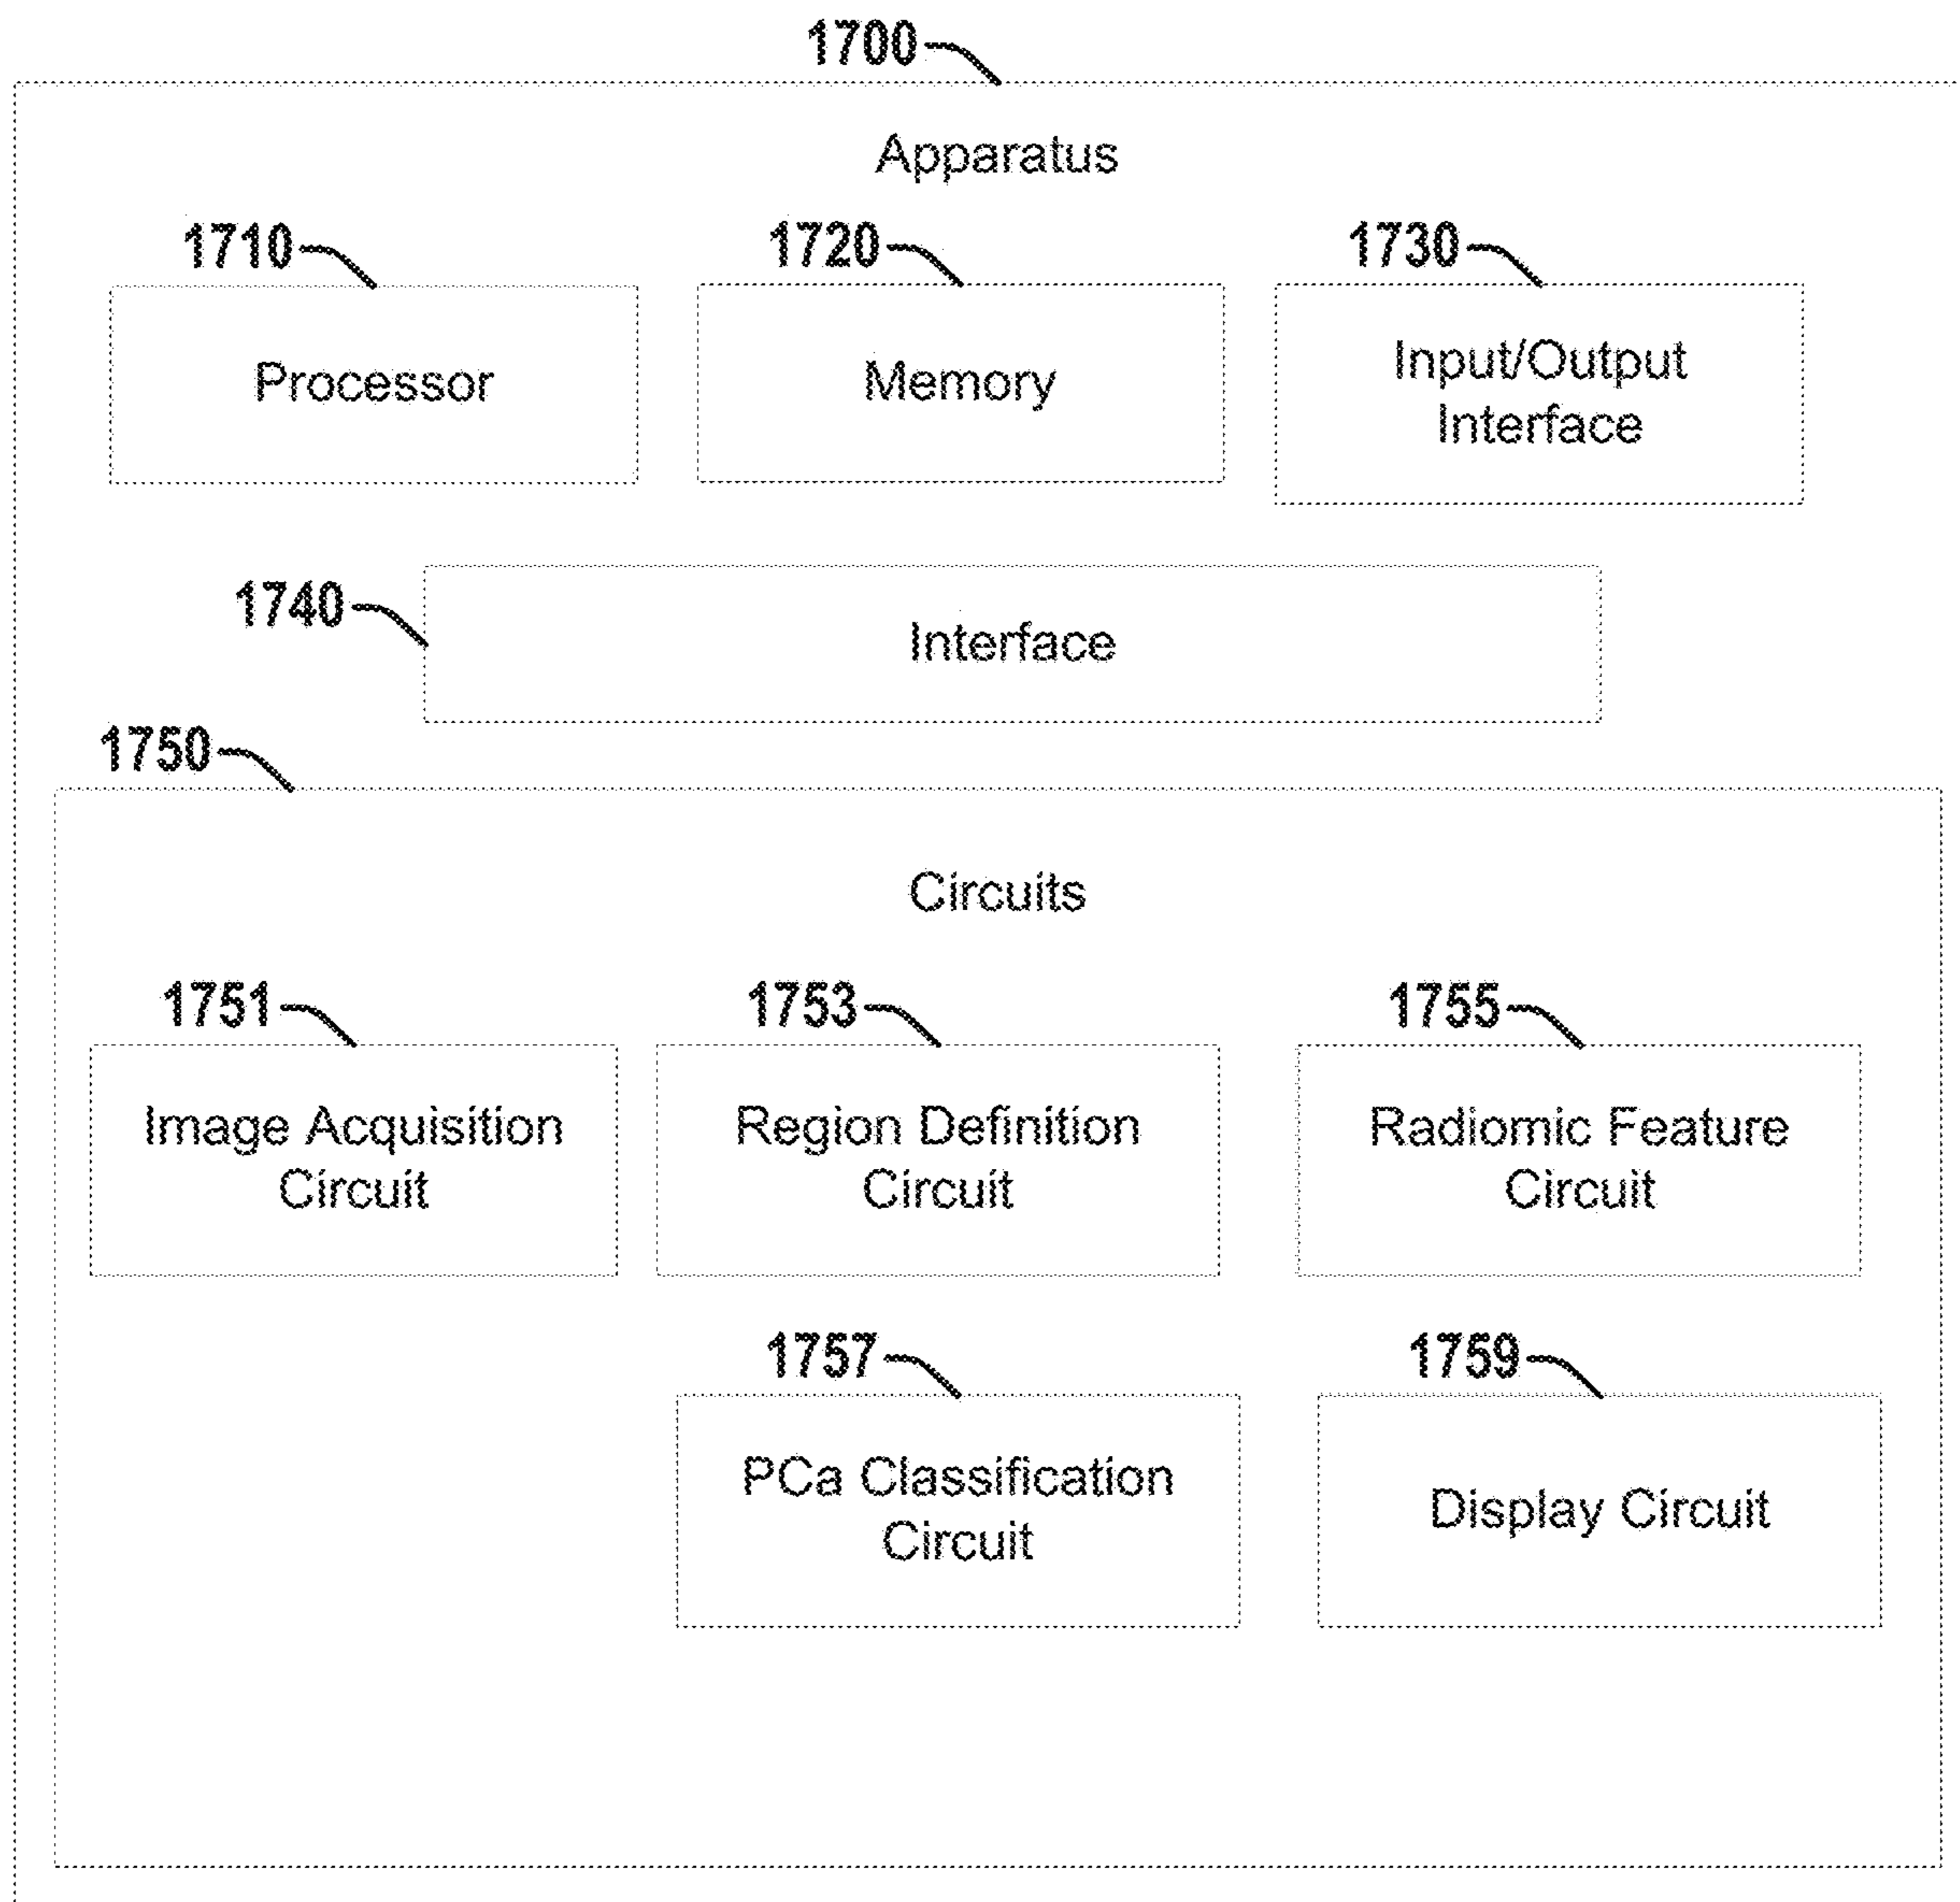 1700
Apparatus
1710
1720
1730
Processor
Memory
Input/Output
Interface
1740
Interface
1750
Circuits
1751
1753
1755
Image Acquisition
Circuit
Region Definition
Circuit
Radiomic Feature
Circuit
1757
1759
PCa Classification
Circuit
Display Circuit